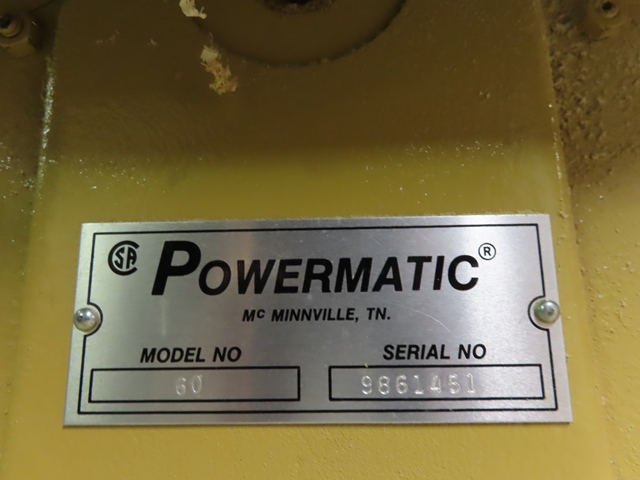 CSA POWERMATIC®
Mc MINNVILLE, TN.
MODEL NO SERIAL NO
60 9861451